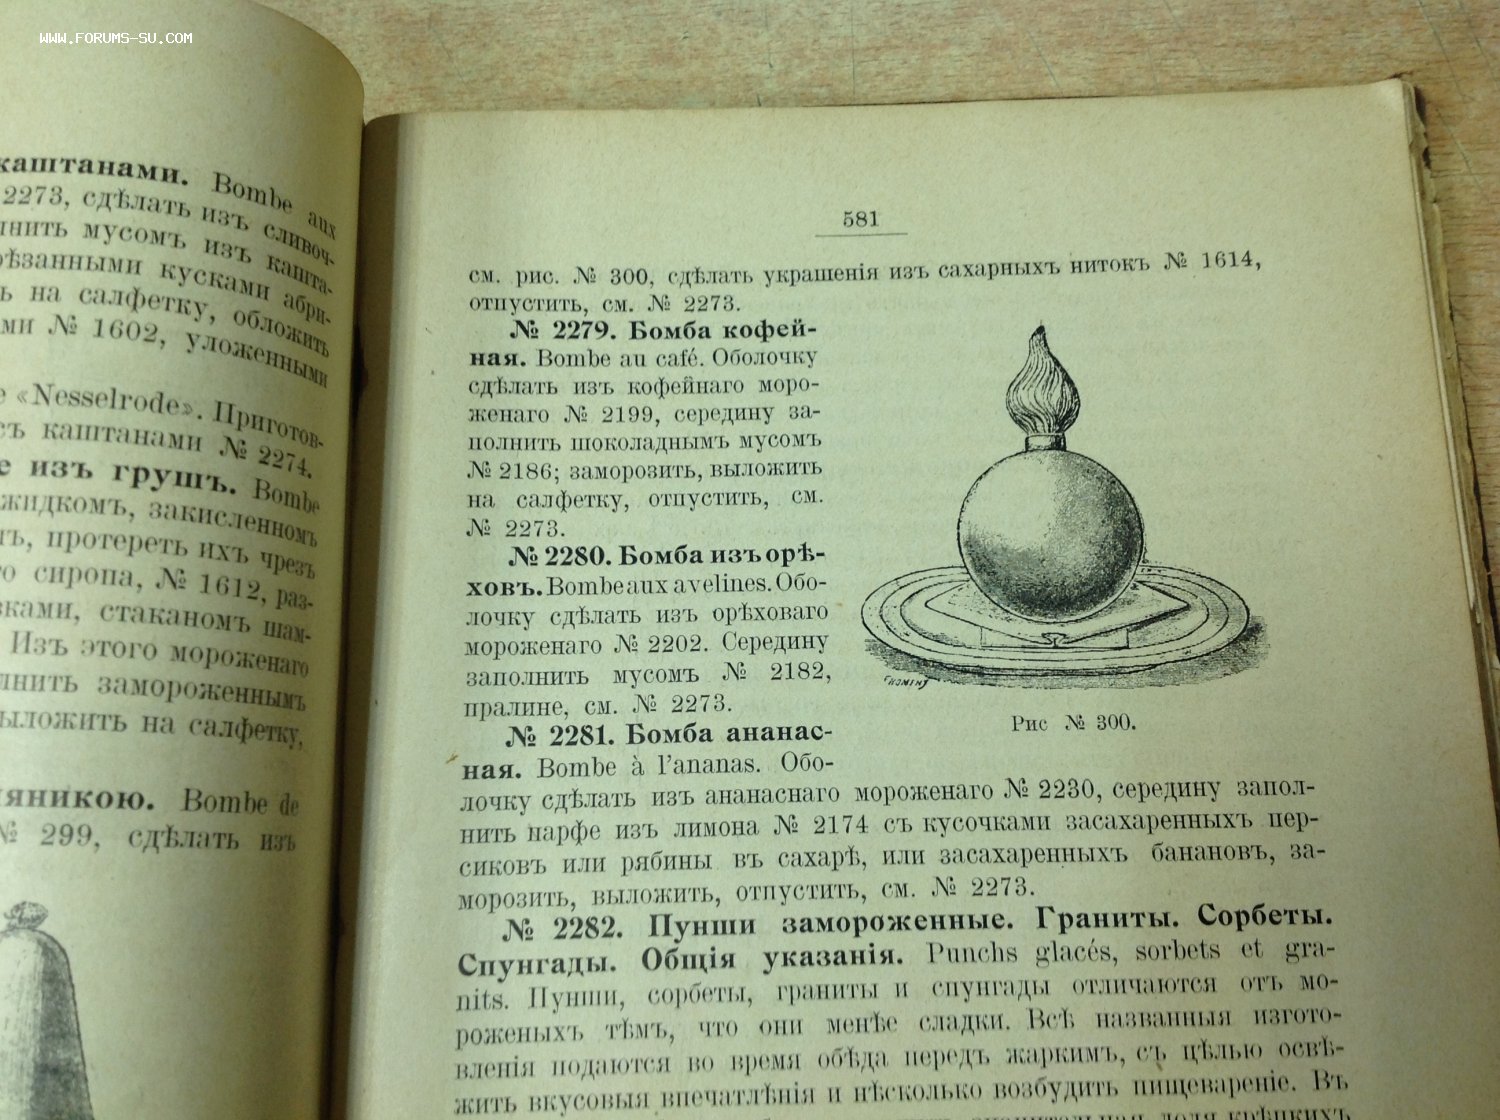 WWW.FORUMS-SU.COM
каштанами. Bombe aux
2273, сдѣлать изъ сливоч-
нить мусомъ изъ кашта-
рѣзанными кусками абри-
ь на салфетку, обложить
ми № 1602, уложенными
e «Nesselrode». Приготов-
съ каштанами № 2274.
е изъ грушъ. Bombe
жидкомъ, закисленномъ
ъ, протереть ихъ чрезъ
о сиропа, № 1612, раз-
ками, стаканомъ шам-
Изъ этого мороженаго
лнить замороженнымъ
ыложить на салфетку,
яникою. Bombe de
№ 299, сдѣлать изъ
581
см. рис. № 300, сдѣлать украшенія изъ сахарныхъ нитокъ № 1614,
отпустить, см. № 2273.
№ 2279. Бомба кофей-
ная. Bombe au café. Оболочку
сдѣлать изъ кофейнаго моро-
женаго № 2199, середину за-
полнить шоколаднымъ мусомъ
№ 2186; заморозить, выложить
на салфетку, отпустить, см.
№ 2273.
№ 2280. Бомба изъ орѣ-
ховъ. Bombe aux avelines. Обо-
лочку сдѣлать изъ орѣховаго
мороженаго № 2202. Середину
заполнить мусомъ № 2182,
пралине, см. № 2273.
Рис № 300.
№ 2281. Бомба ананас-
ная. Bombe à l'ananas. Обо-
лочку сдѣлать изъ ананаснаго мороженаго № 2230, середину запол-
нить парфе изъ лимона № 2174 съ кусочками засахаренныхъ пер-
сиковъ или рябины въ сахарѣ, или засахаренныхъ банановъ, за-
морозить, выложить, отпустить, см. № 2273.
№ 2282. Пунши замороженные. Граниты. Сорбеты.
Спунгады. Общія указанія. Punchs glacés, sorbets et gra-
nits. Пунши, сорбеты, граниты и спунгады отличаются отъ мо-
роженыхъ тѣмъ, что они менѣе сладки. Всѣ названныя изгото-
вленія подаются во время обѣда передъ жаркимъ, съ цѣлью освѣ-
жить вкусовыя впечатлѣнія и нѣсколько возбудить пищевареніе. Въ
доля крѣпкихъ